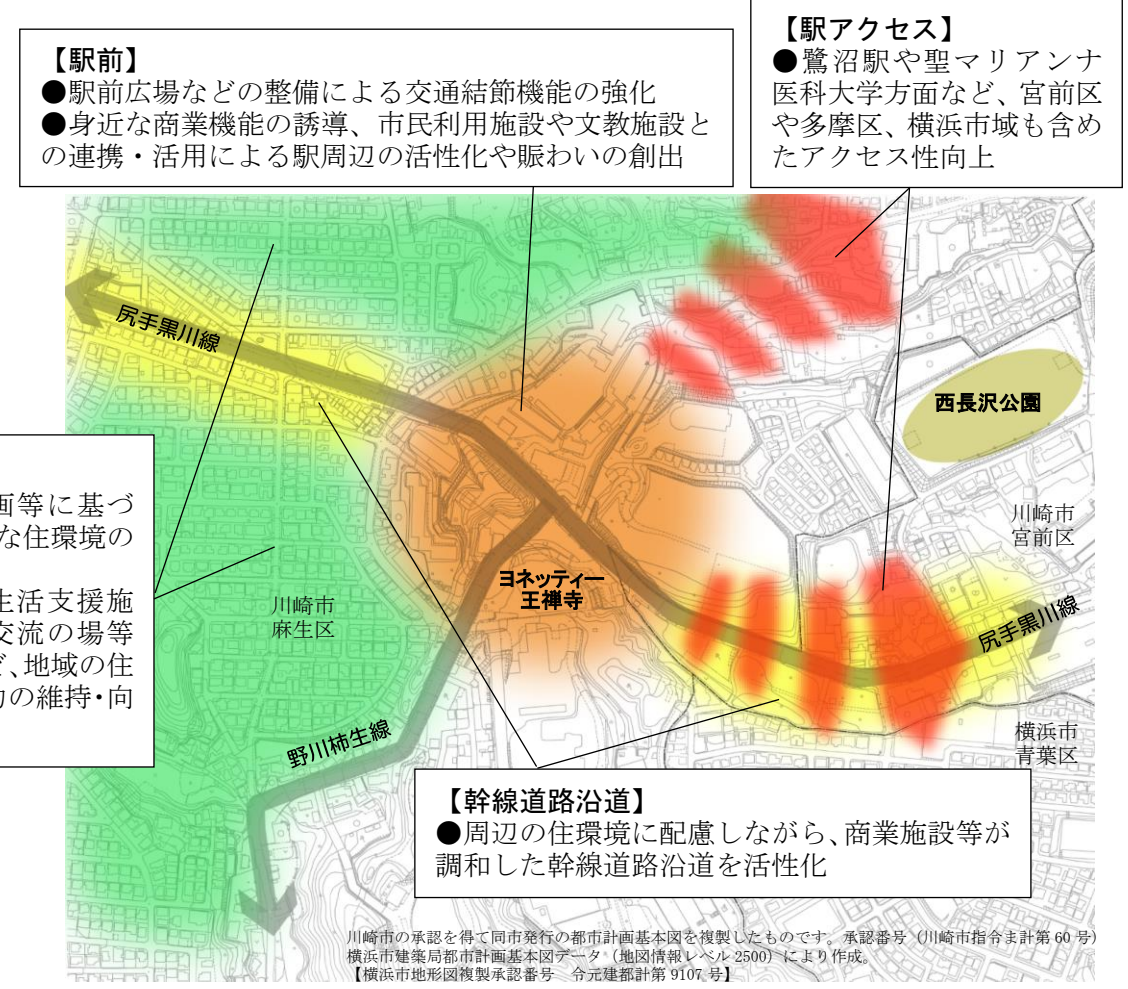 【駅前】
●駅前広場などの整備による交通結節機能の強化
●身近な商業機能の誘導、市民利用施設や文教施設と
の連携・活用による駅周辺の活性化や賑わいの創出
【駅アクセス】
●鷺沼駅や聖マリアンナ
医科大学方面など、宮前区
や多摩区、横浜市域も含め
たアクセス性向上
尻手黒川線
西長沢公園
画等に基づ
な住環境の
生活支援施
交流の場等
ど、地域の住
力の維持・向
川崎市
宮前区
ヨネッティー
王禅寺
川崎市
麻生区
尻手黒川線
野川柿生線
横浜市
青葉区
【幹線道路沿道】
●周辺の住環境に配慮しながら、商業施設等が
調和した幹線道路沿道を活性化
川崎市の承認を得て同市発行の都市計画基本図を複製したものです。承認番号（川崎市指令ま計第60号）
横浜市建築局都市計画基本図データ（地図情報レベル2500）により作成。
【横浜市地形図複製承認番号　令元建都計第9107号】